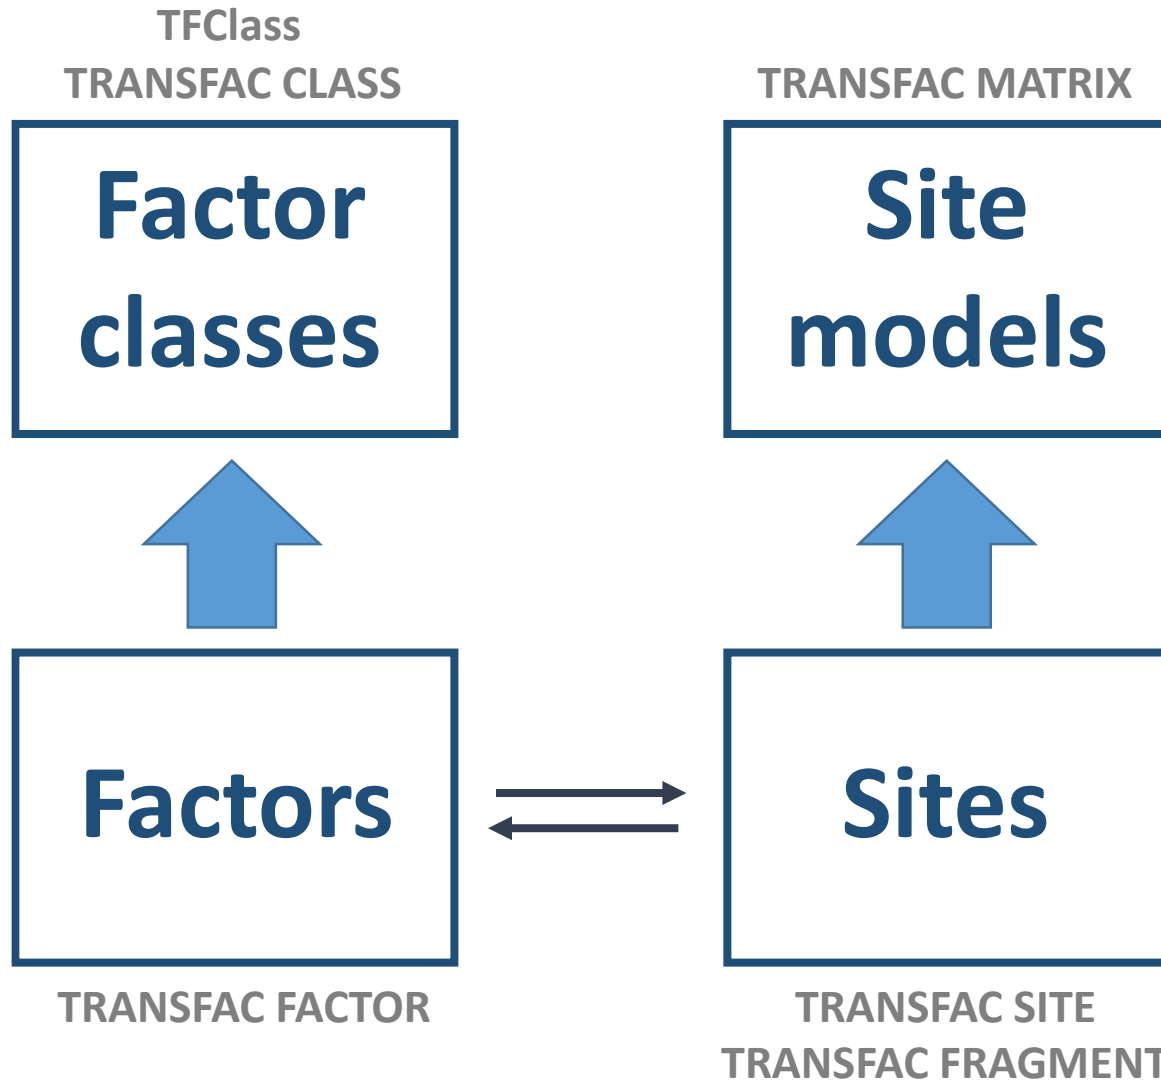 TFClass
TRANSFAC CLASS
Factor
classes
TRANSFAC MATRIX
Site
models
Factors
TRANSFAC FACTOR
Sites
TRANSFAC SITE
TRANSFAC FRAGMENT